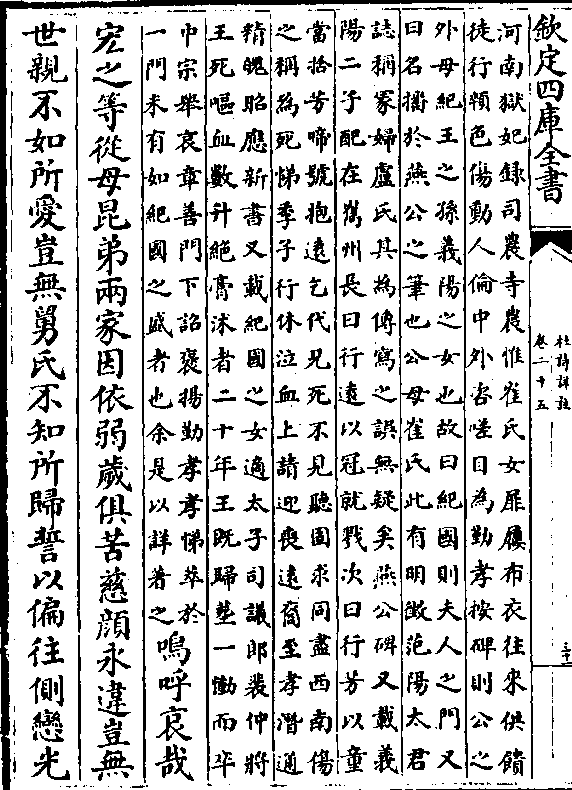 欽定四庫全書
杜詩詳註
卷二十五
河南獄妃録司農寺農惟崔氏女屝屨布衣往來供饋
徒行頩色傷動人倫中外咨嗟目為勤孝按碑則公之
外母紀王之孫義陽之女也故曰紀國則夫人之門又
曰名擕於燕公之筆也公母崔氏此有明徴范陽太君
誌稱冢婦盧氏其為傳寫之誤無疑矣燕公碑又載義
陽二子配在嶲州長曰行遠以冠就戮次曰行芳以童
當捨芳啼號抱遠乞代兄死不見聽固求同盡西南傷
之稱為死悌季子行休泣血上請迎喪遠裔至孝潛通
精魄昭應新書又載紀國之女適太子司議郎裴仲將
王死嘔血數升絶膏沐者二十年王既歸塟一慟而卒
中宗舉哀章善門下詔褒揚勤孝孝悌萃於
一門未有如紀國之盛者也余是以詳著之
嗚呼哀哉
宏之等從母昆弟兩家因依弱歲俱苦慈顔永違豈無
世親不如所愛豈無舅氏不知所歸誓以偏往側戀光